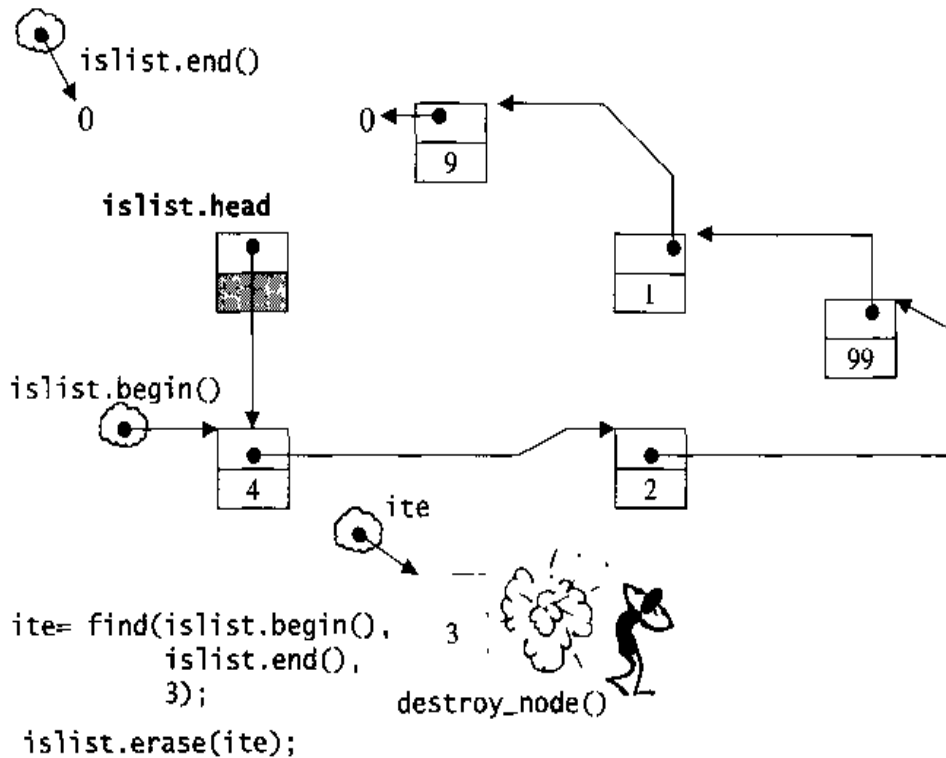 islist.end()
0
0
9
islist.head
1
99
islist.begin()
4
2
ite
ite= find(islist.begin(),
islist.end(),
3);
3
destroy_node()
islist.erase(ite);